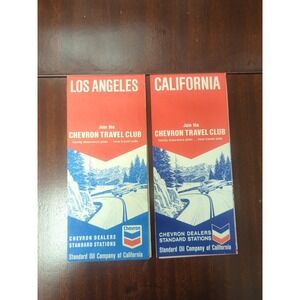 LOS ANGELES
Join the
CHEVRON TRAVEL CLUB
Chevron
CHEVRON DEALERS
STANDARD STATIONS
Standard Oil Company of California
CALIFORNIA
Join the
CHEVRON TRAVEL CLUB
CHEVRON DEALERS
STANDARD STATIONS
Standard Oil Company of California